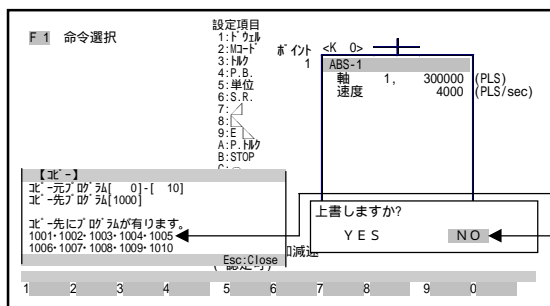 F 1 命令選択
設定項目
1:ﾄﾞｳｪﾙ
2:Mｺｰﾄﾞ
3:ﾄﾙｸ
4:P.B.
5:単位
6:S.R.
7:
8:
9:E
A:P.ﾄﾙｸ
B:STOP
ﾎﾟｲﾝﾄ <K 0>
1 ABS-1
軸 1, 300000 (PLS)
速度 4000 (PLS/sec)
【ｺﾋﾟｰ】
ｺﾋﾟｰ元ﾌﾟﾛｸﾞﾗﾑ[ 0]-[ 10]
ｺﾋﾟｰ先ﾌﾟﾛｸﾞﾗﾑ[1000]
ｺﾋﾟｰ先にﾌﾟﾛｸﾞﾗﾑが有ります。
1001･1002･1003･1004･1005
1006･1007･1008･1009･1010
Esc:Close
上書しますか?
YES NO
1 2 3 4 5 6 7 8 9 0